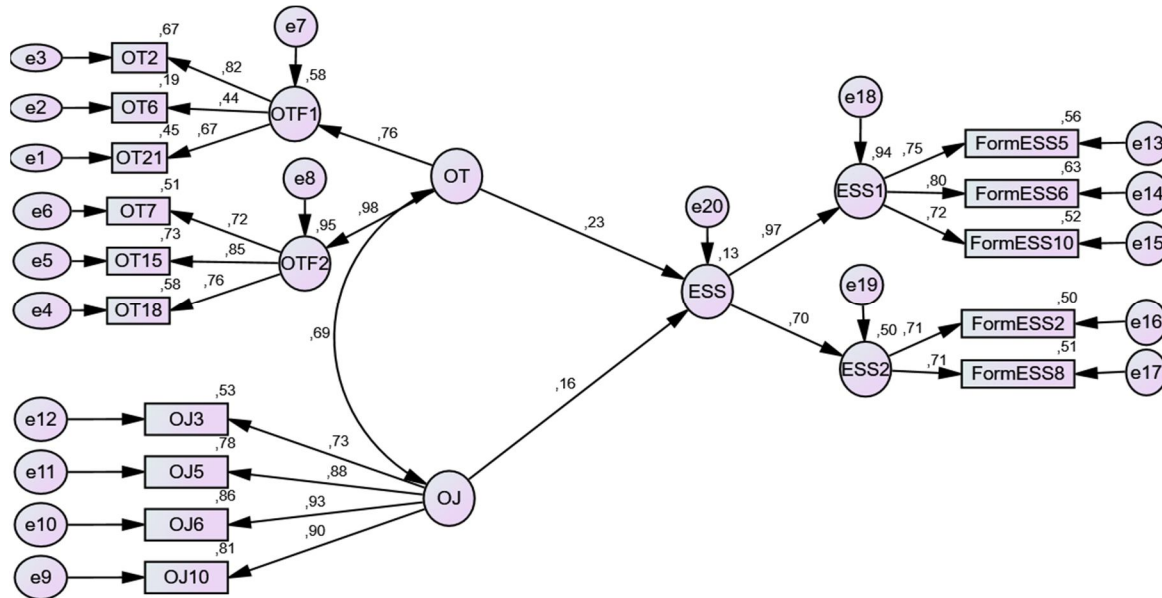 e7
,67
e3
OT2
,82
,58
,19
e2
OT6
,44
OTF1
,45
,67
e1
OT21
,76
,51
e8
OT
e6
OT7
,72
,98
,95
,73
e5
OT15
,85
OTF2
,58
,76
e4
OT18
,69
,23
e20
,13
ESS
,97
,70
,16
e18
,94
,75
,56
FormESS5
e13
ESS1
,80
,63
FormESS6
e14
,72
,52
FormESS10
e15
e19
,50
,71
,50
FormESS2
e16
ESS2
,71
,51
FormESS8
e17
,53
e12
OJ3
,73
,78
e11
OJ5
,88
,86
e10
OJ6
,93
OJ
,81
,90
e9
OJ10